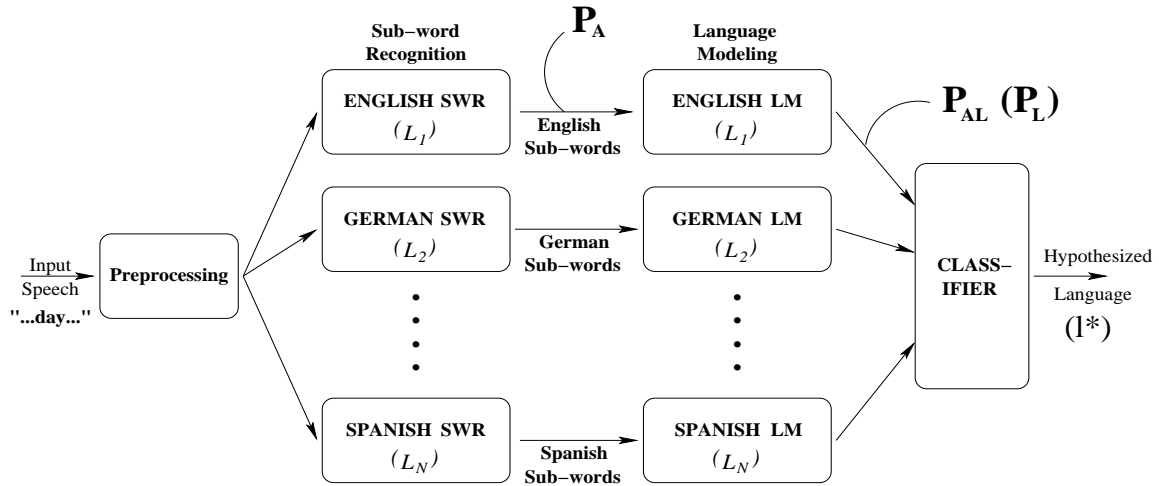 Sub-word
Recognition
P_A
Language
Modeling
ENGLISH SWR
(L_1)
English
Sub-words
ENGLISH LM
(L_1)
P_AL (P_L)
GERMAN SWR
(L_2)
German
Sub-words
GERMAN LM
(L_2)
Input
Speech
"...day..."
Preprocessing
CLASS-
IFIER
Hypothesized
Language
(l*)
SPANISH SWR
(L_N)
Spanish
Sub-words
SPANISH LM
(L_N)